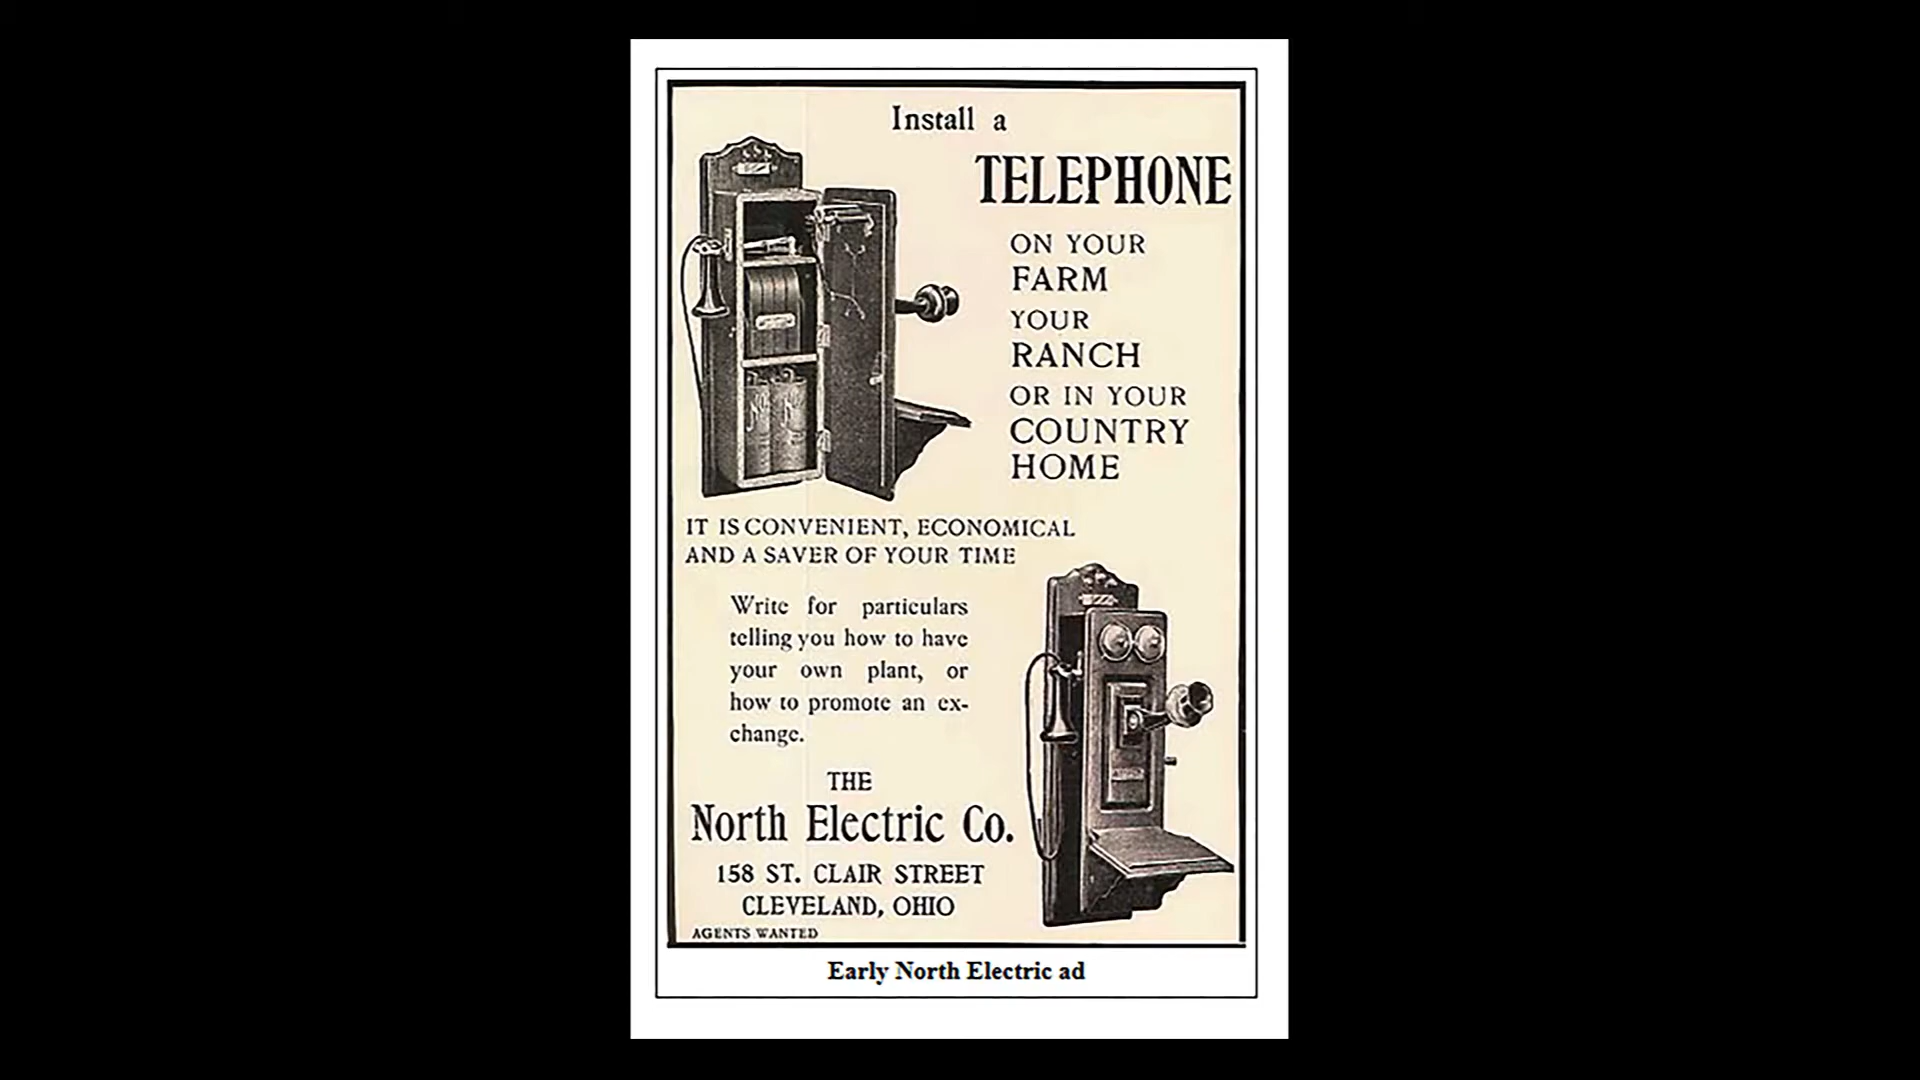 Install a
TELEPHONE
ON YOUR
FARM
YOUR
RANCH
OR IN YOUR
COUNTRY
HOME
IT IS CONVENIENT, ECONOMICAL
AND A SAVER OF YOUR TIME
Write for particulars
telling you how to have
your own plant, or
how to promote an ex-
change.
THE
North Electric Co.
158 ST. CLAIR STREET
CLEVELAND, OHIO
AGENTS WANTED
Early North Electric ad